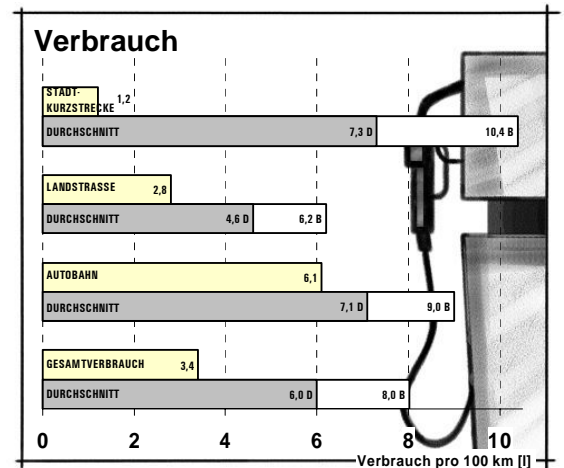 Verbrauch
STADT-
KURZSTRECKE 1,2
DURCHSCHNITT 7,3 D 10,4 B
LANDSTRASSE 2,8
DURCHSCHNITT 4,6 D 6,2 B
AUTOBAHN 6,1
DURCHSCHNITT 7,1 D 9,0 B
GESAMTVERBRAUCH 3,4
DURCHSCHNITT 6,0 D 8,0 B
0 2 4 6 8 10
Verbrauch pro 100 km [l]